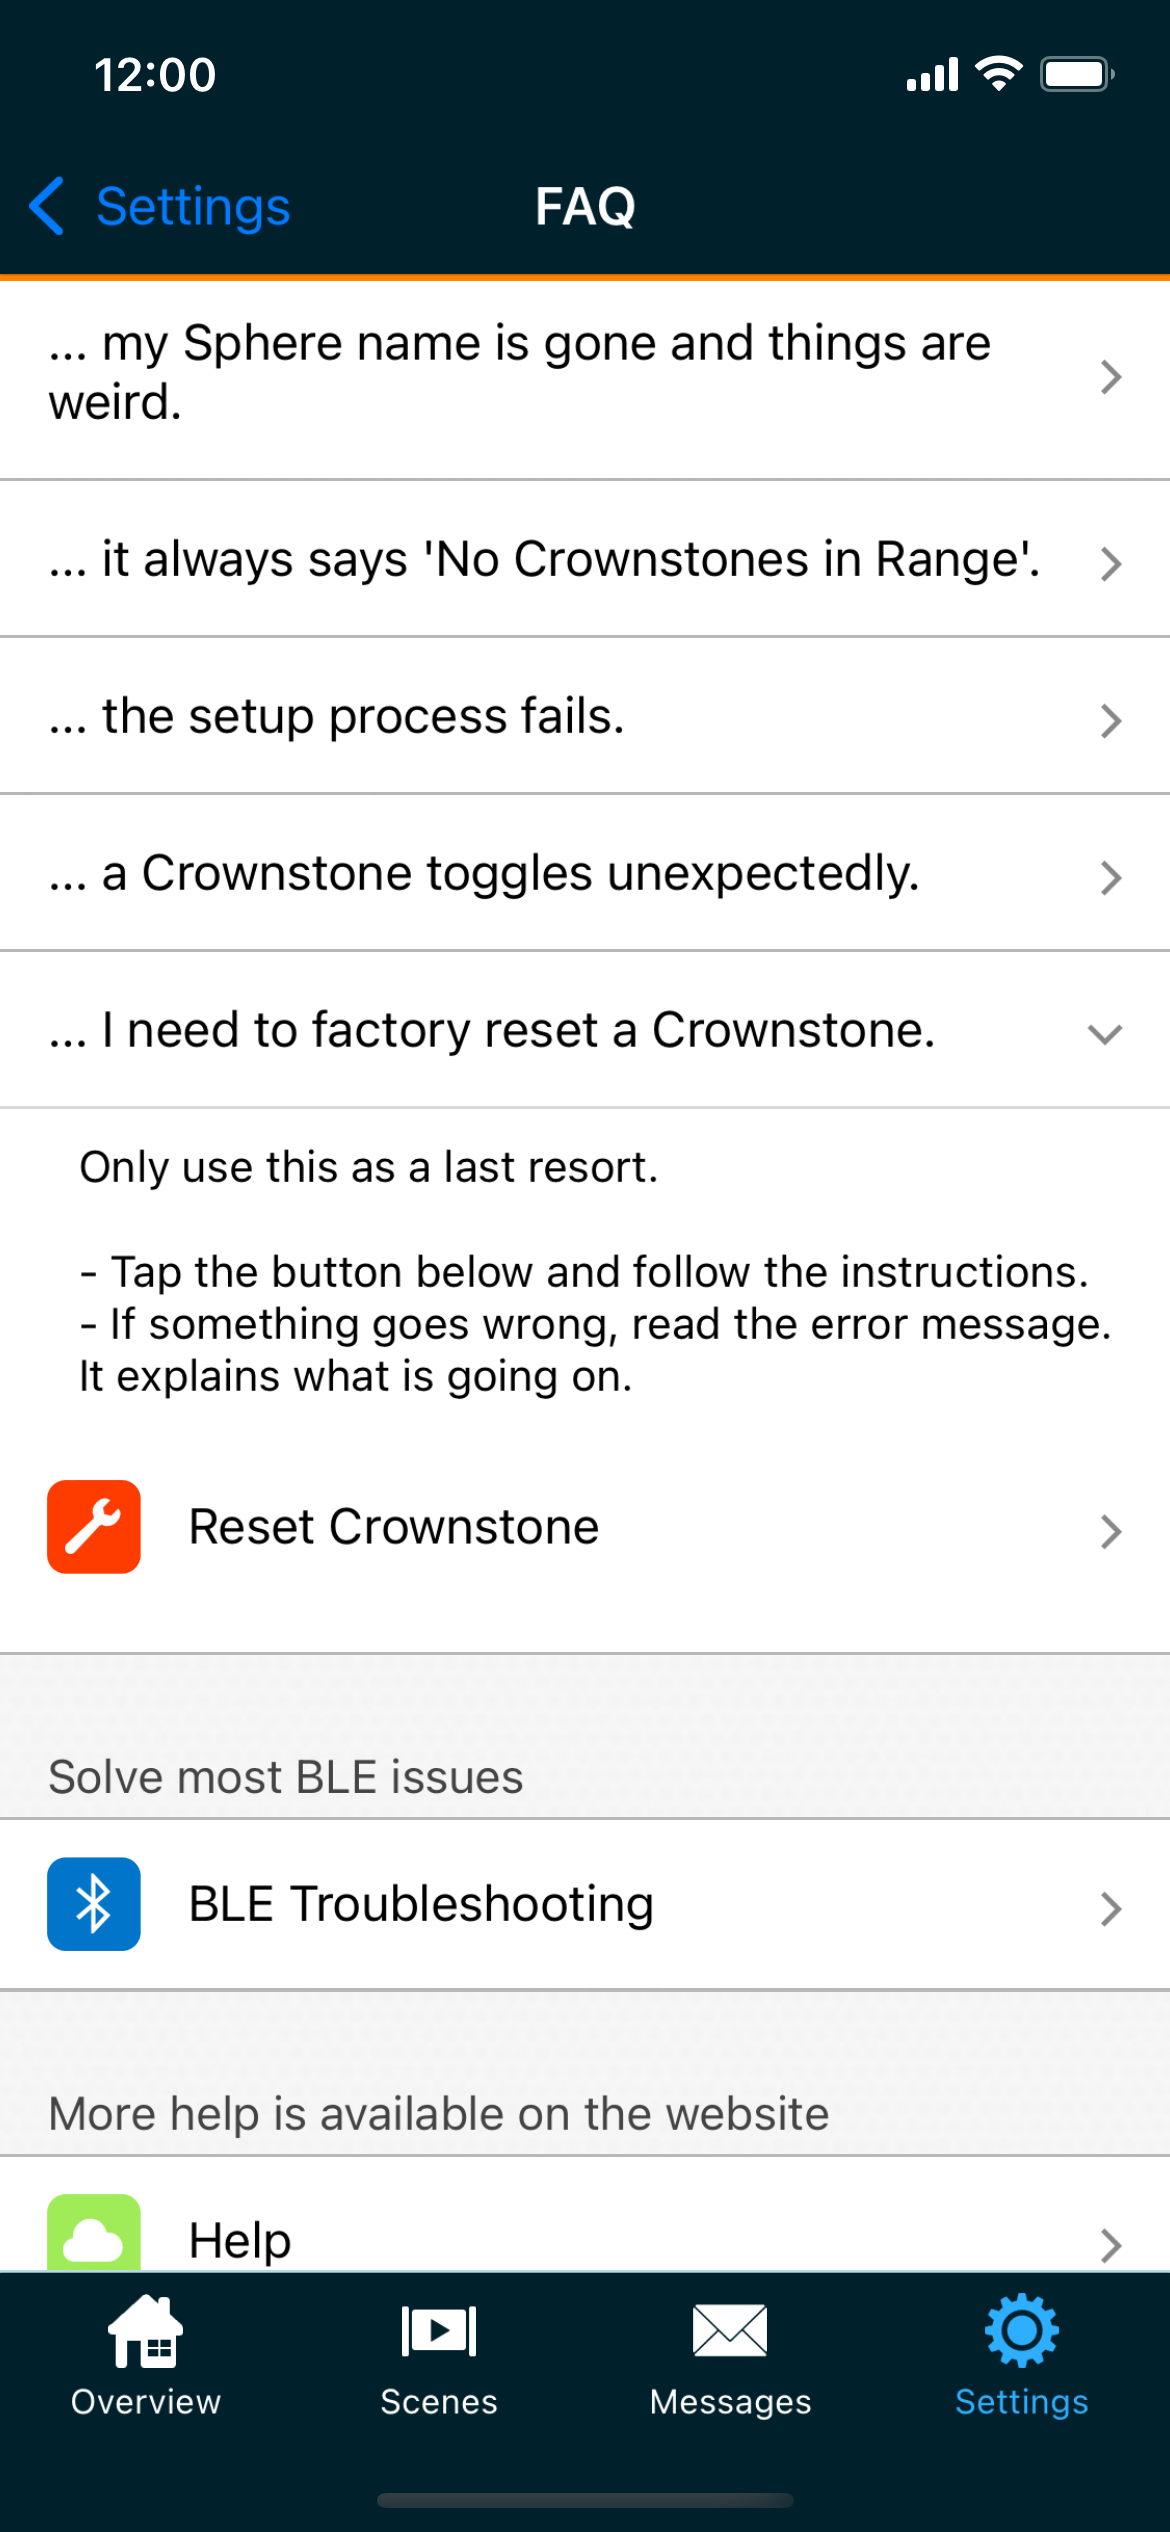 12:00
Settings
FAQ
... my Sphere name is gone and things are
weird.
... it always says 'No Crownstones in Range'.
... the setup process fails.
... a Crownstone toggles unexpectedly.
... I need to factory reset a Crownstone.
Only use this as a last resort.
- Tap the button below and follow the instructions.
- If something goes wrong, read the error message.
It explains what is going on.
Reset Crownstone
Solve most BLE issues
BLE Troubleshooting
More help is available on the website
Help
Overview
Scenes
Messages
Settings